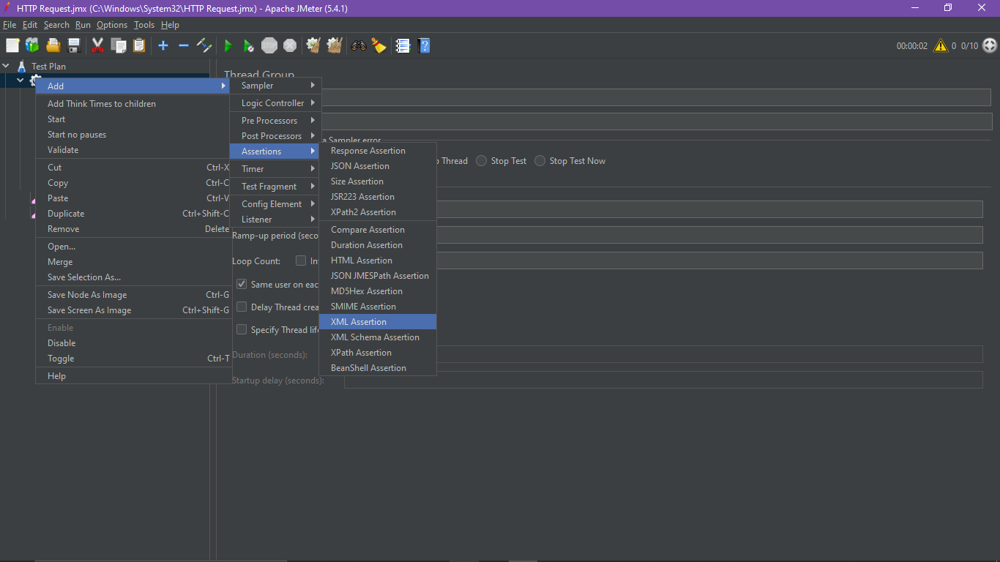 HTTP Request.jmx (C:\Windows\System32\HTTP Request.jmx) - Apache JMeter (5.4.1)
File Edit Search Run Options Tools Help
STOP 00:00:02 0 0/10
Test Plan
Thread Group
Add
Add Think Times to children
Start
Start no pauses
Validate
Cut Ctrl-X
Copy Ctrl-C
Paste Ctrl-V
Duplicate Ctrl+Shift-C
Remove Delete
Open...
Merge
Save Selection As...
Save Node As Image Ctrl-G
Save Screen As Image Ctrl+Shift-G
Enable
Disable
Toggle Ctrl-T
Help
Sampler
Logic Controller
Pre Processors
Post Processors
Assertions
Timer
Test Fragment
Config Element
Listener
Response Assertion
JSON Assertion
Size Assertion
JSR223 Assertion
XPath2 Assertion
Compare Assertion
Duration Assertion
HTML Assertion
JSON JMESPath Assertion
MD5Hex Assertion
SMIME Assertion
XML Assertion
XML Schema Assertion
XPath Assertion
BeanShell Assertion
a Sampler error
Thread Stop Test Stop Test Now
Ramp-up period (seco
Loop Count: In
Same user on eac
Delay Thread crea
Specify Thread life
Duration (seconds):
Startup delay (seconds):